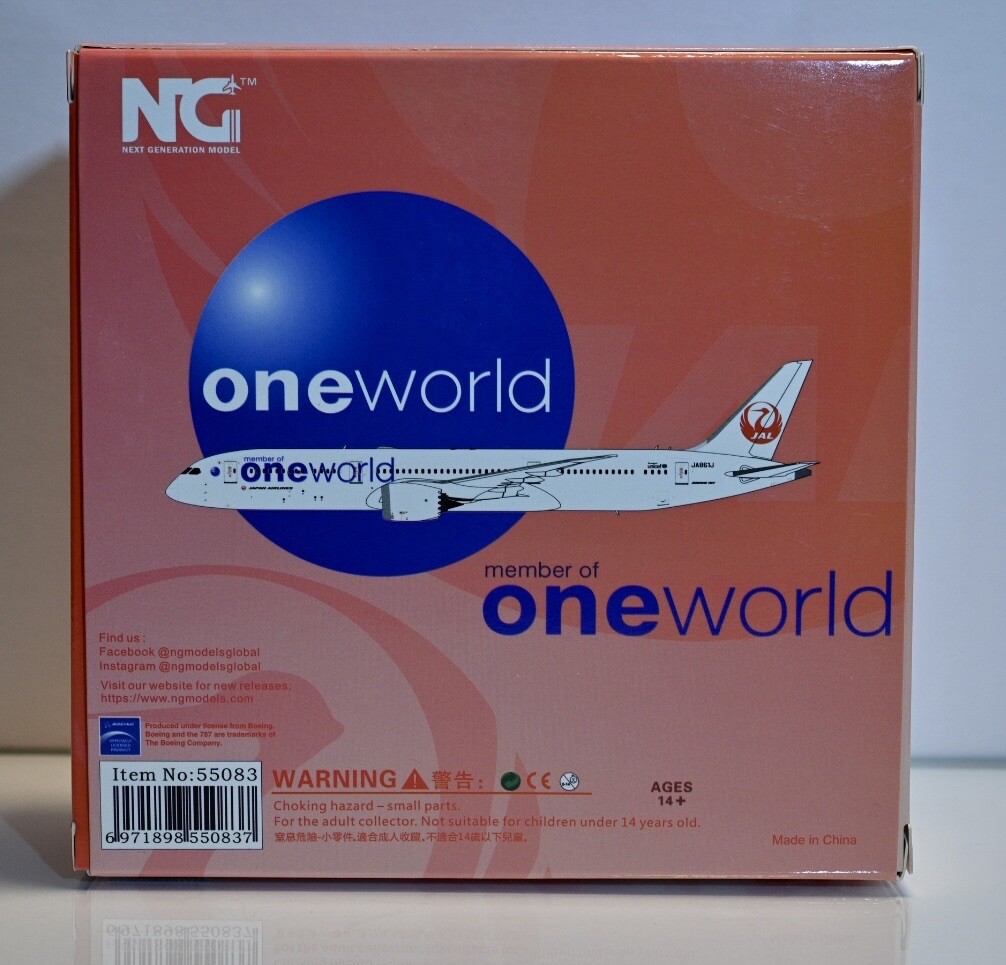 NG™
NEXT GENERATION MODEL
oneworld
member of
oneworld
JAPAN AIRLINES
JA861J
JAL
member of
oneworld
Find us :
Facebook @ngmodelsglobal
Instagram @ngmodelsglobal
Visit our website for new releases:
https://www.ngmodels.com
Produced under license from Boeing.
Boeing and the 787 are trademarks of
The Boeing Company.
OFFICIALLY
LICENSED
PRODUCT
Item No:55083
6 971898 550837
WARNING 警告：
CE
Choking hazard – small parts.
For the adult collector. Not suitable for children under 14 years old.
窒息危險-小零件,適合成人收藏,不適合14歲以下兒童。
AGES
14+
Made in China